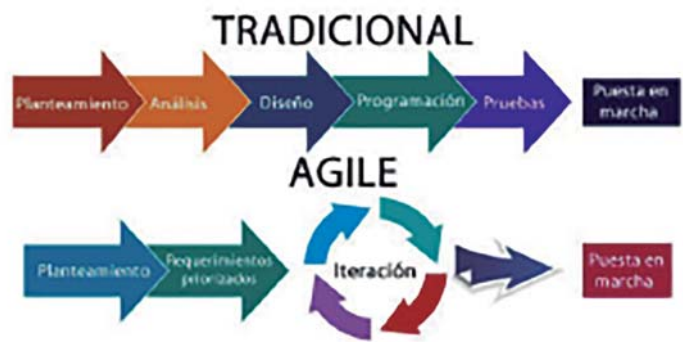 TRADICIONAL
Planteamiento
Análisis
Diseño
Programación
Pruebas
Puesta en
marcha
AGILE
Planteamiento
Requerimientos
priorizados
Iteración
Puesta en
marcha